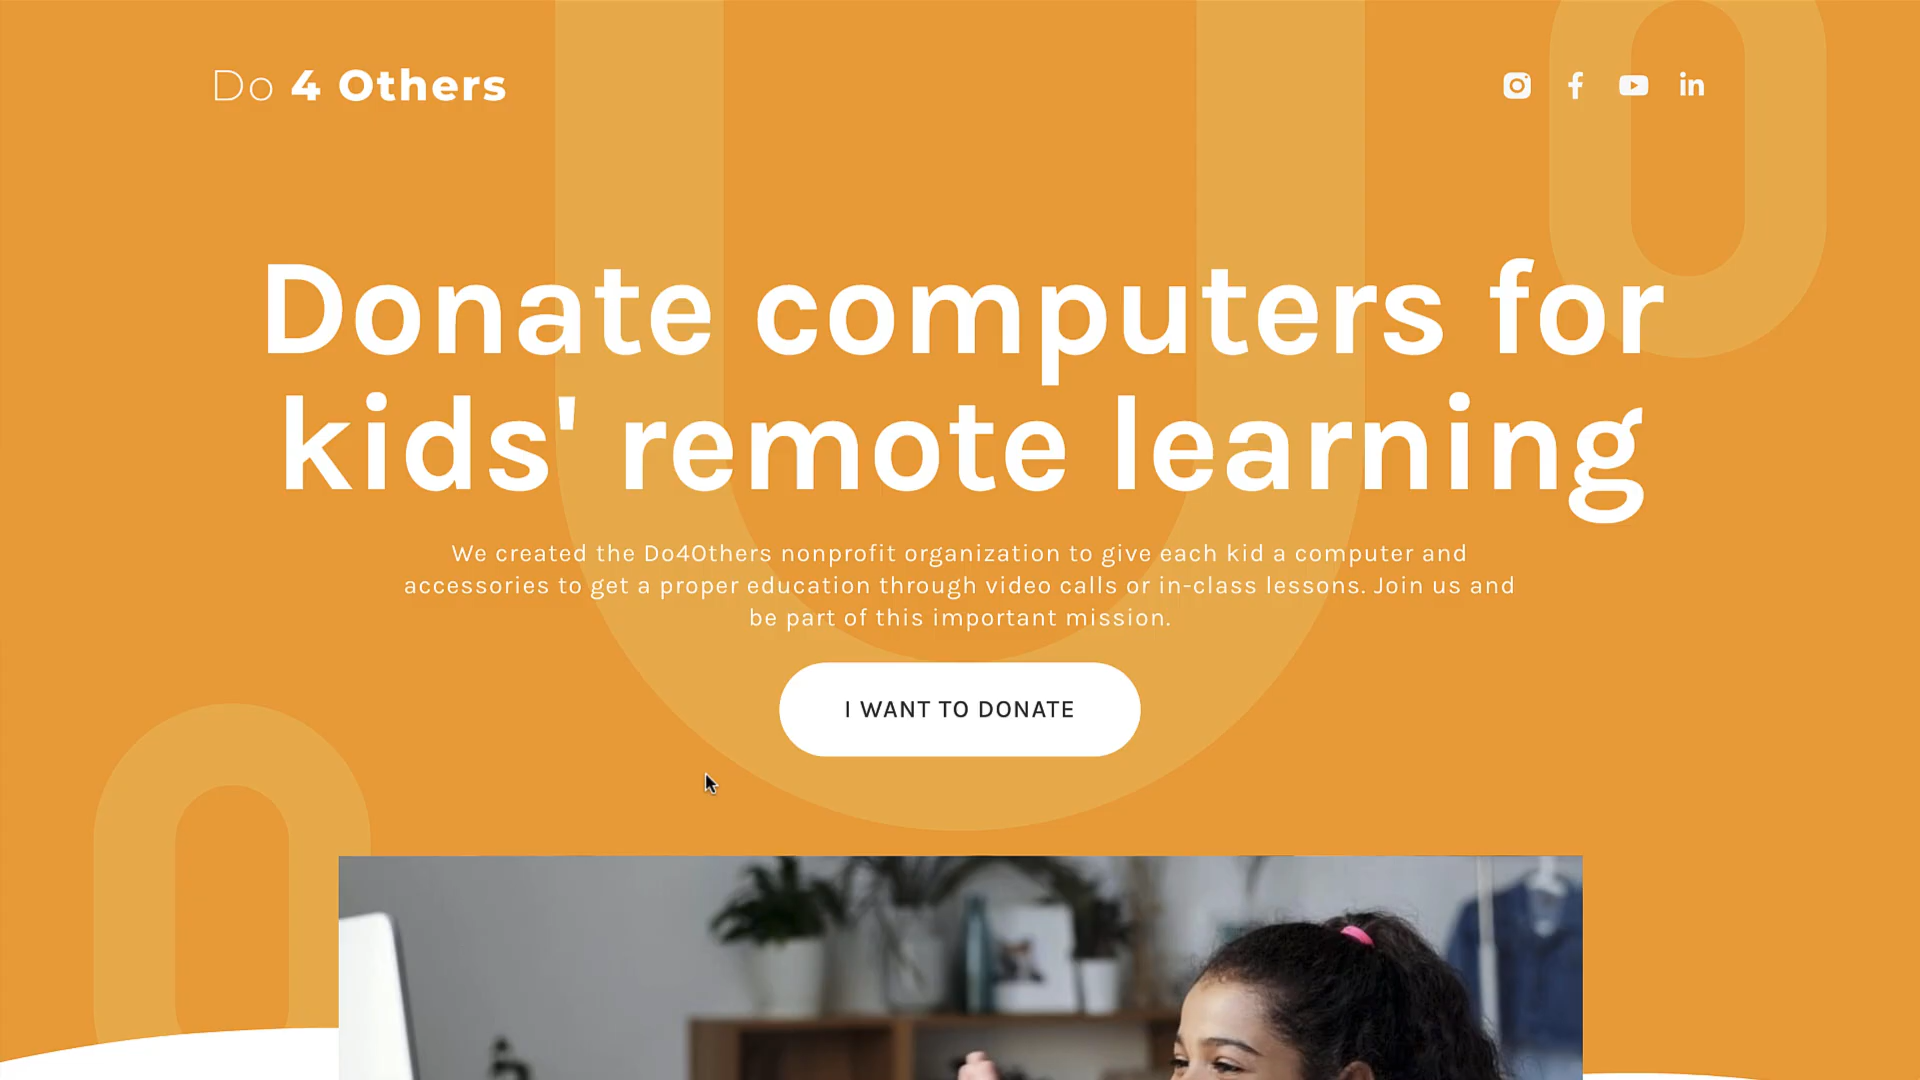 Do 4 Others
Donate computers for
kids' remote learning
We created the Do4Others nonprofit organization to give each kid a computer and
accessories to get a proper education through video calls or in-class lessons. Join us and
be part of this important mission.
I WANT TO DONATE